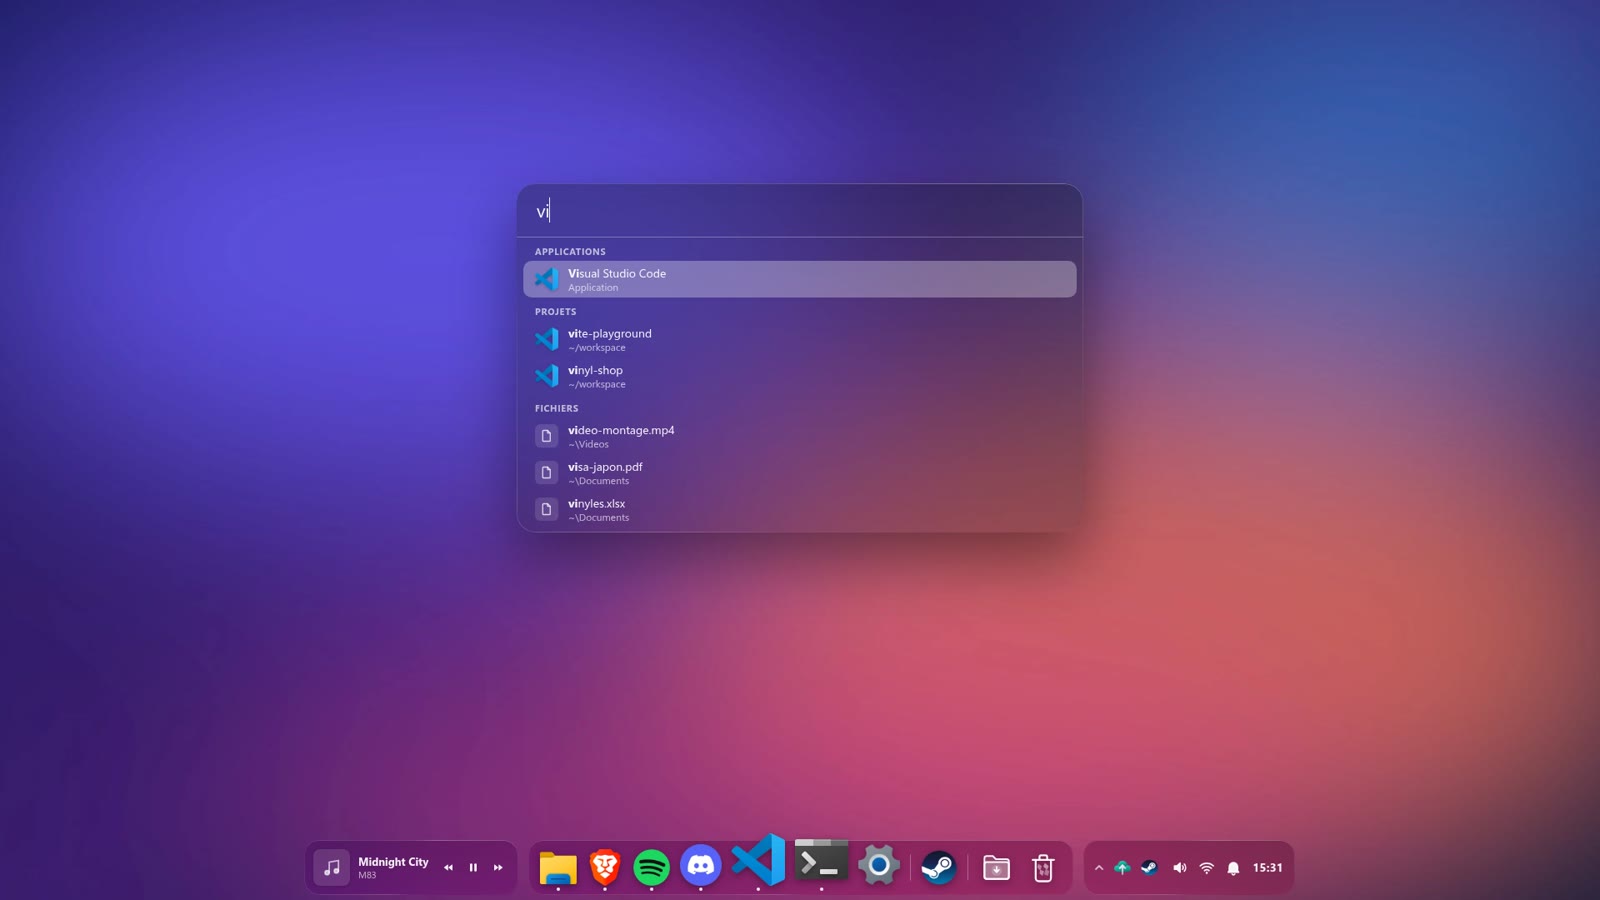 vi
APPLICATIONS
Visual Studio Code
Application
PROJETS
vite-playground
~/workspace
vinyl-shop
~/workspace
FICHIERS
video-montage.mp4
~\Videos
visa-japon.pdf
~\Documents
vinyles.xlsx
~\Documents
Midnight City
M83
15:31